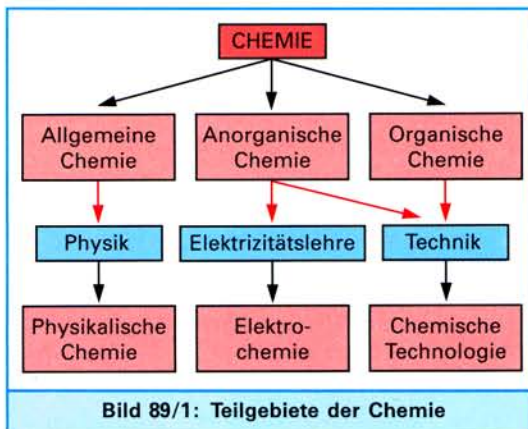 CHEMIE
Allgemeine
Chemie
Anorganische
Chemie
Organische
Chemie
Physik
Elektrizitätslehre
Technik
Physikalische
Chemie
Elektro-
chemie
Chemische
Technologie
Bild 89/1: Teilgebiete der Chemie